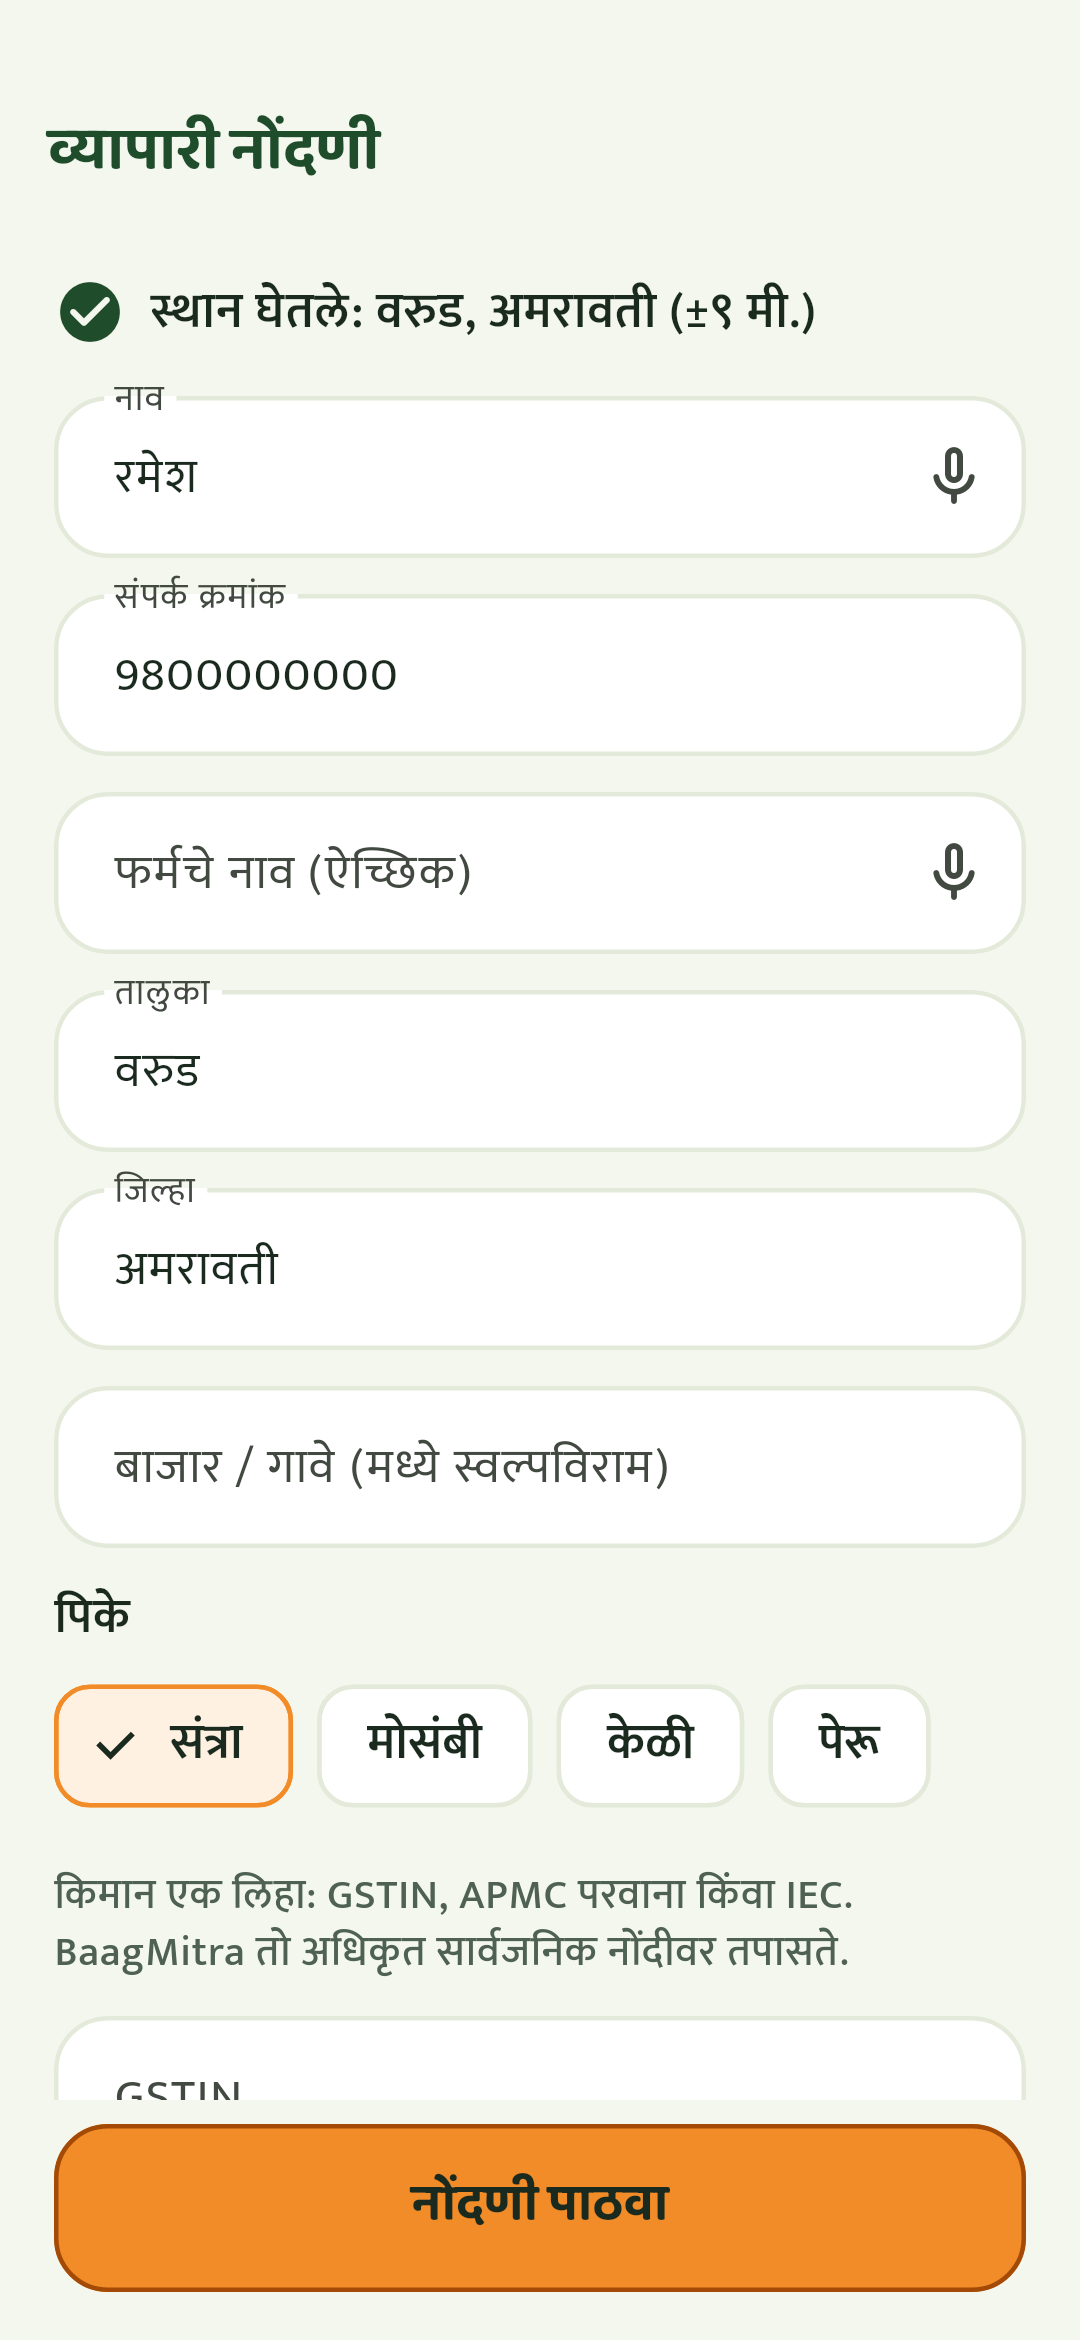 व्यापारी नोंदणी
स्थान घेतले: वरुड, अमरावती (±९ मी.)
नाव
रमेश
संपर्क क्रमांक
9800000000
फर्मचे नाव (ऐच्छिक)
तालुका
वरुड
जिल्हा
अमरावती
बाजार / गावे (मध्ये स्वल्पविराम)
पिके
संत्रा
मोसंबी
केळी
पेरू
किमान एक लिहा: GSTIN, APMC परवाना किंवा IEC.
BaagMitra तो अधिकृत सार्वजनिक नोंदीवर तपासते.
GSTIN
नोंदणी पाठवा